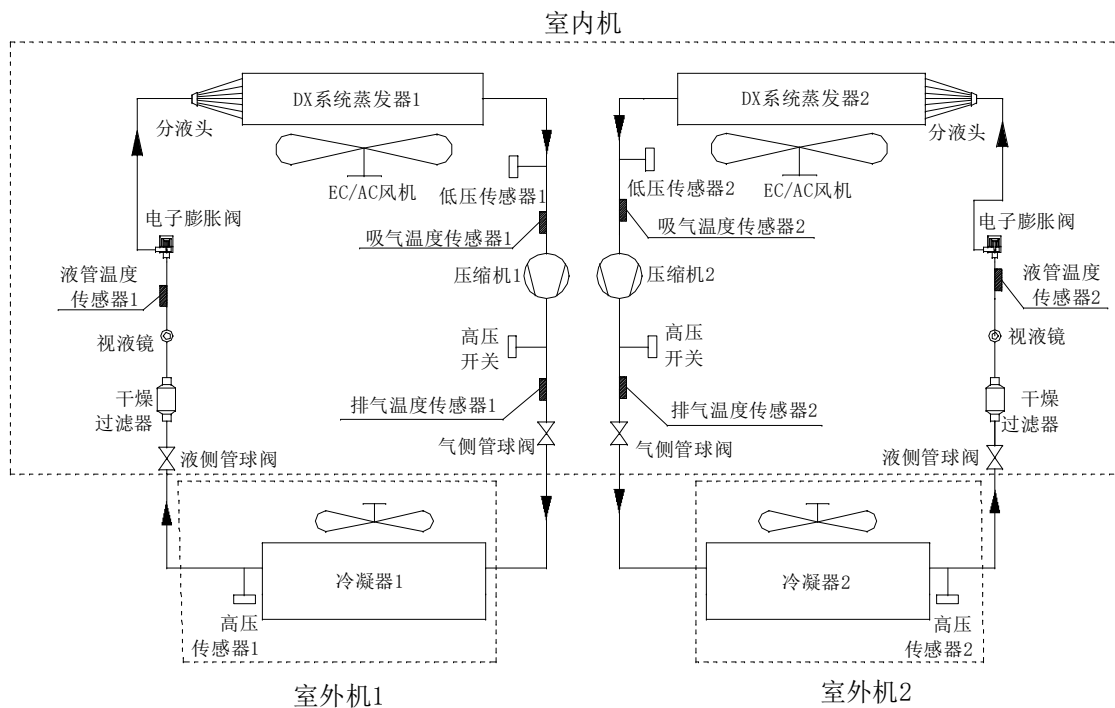 室内机
DX系统蒸发器1
DX系统蒸发器2
分液头
分液头
EC/AC风机
EC/AC风机
低压传感器1
低压传感器2
电子膨胀阀
电子膨胀阀
吸气温度传感器1
吸气温度传感器2
液管温度
传感器1
压缩机1
压缩机2
液管温度
传感器2
视液镜
高压
开关
高压
开关
视液镜
干燥
过滤器
排气温度传感器1
排气温度传感器2
干燥
过滤器
液侧管球阀
气侧管球阀
气侧管球阀
液侧管球阀
冷凝器1
冷凝器2
高压
传感器1
高压
传感器2
室外机1
室外机2